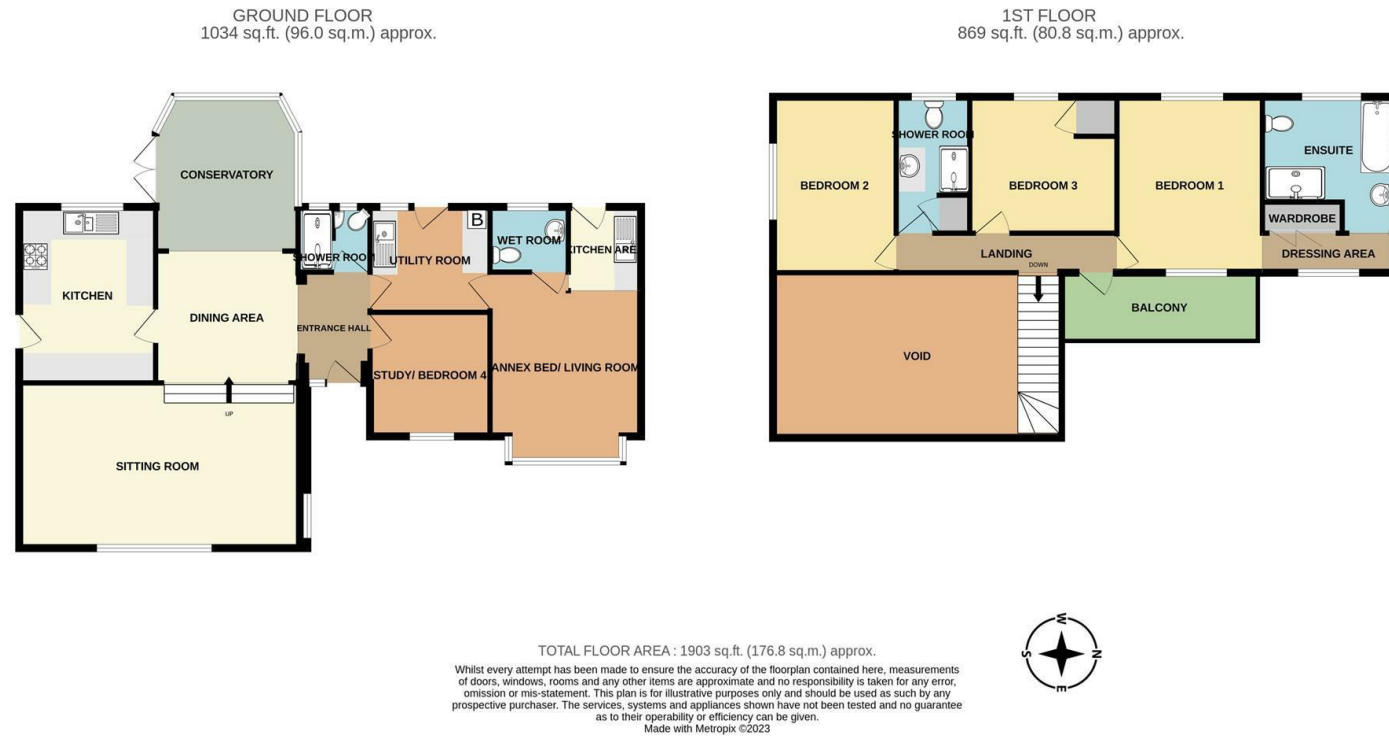 GROUND FLOOR
1034 sq.ft. (96.0 sq.m.) approx.
CONSERVATORY
SHOWER ROOM
B
WET ROOM
KITCHEN AREA
UTILITY ROOM
KITCHEN
DINING AREA
ENTRANCE HALL
STUDY/ BEDROOM 4
ANNEX BED/ LIVING ROOM
UP
SITTING ROOM
1ST FLOOR
869 sq.ft. (80.8 sq.m.) approx.
SHOWER ROOM
ENSUITE
BEDROOM 2
BEDROOM 3
BEDROOM 1
WARDROBE
LANDING
DRESSING AREA
DOWN
BALCONY
VOID
W
S
N
E
TOTAL FLOOR AREA : 1903 sq.ft. (176.8 sq.m.) approx.
Whilst every attempt has been made to ensure the accuracy of the floorplan contained here, measurements
of doors, windows, rooms and any other items are approximate and no responsibility is taken for any error,
omission or mis-statement. This plan is for illustrative purposes only and should be used as such by any
prospective purchaser. The services, systems and appliances shown have not been tested and no guarantee
as to their operability or efficiency can be given.
Made with Metropix ©2023